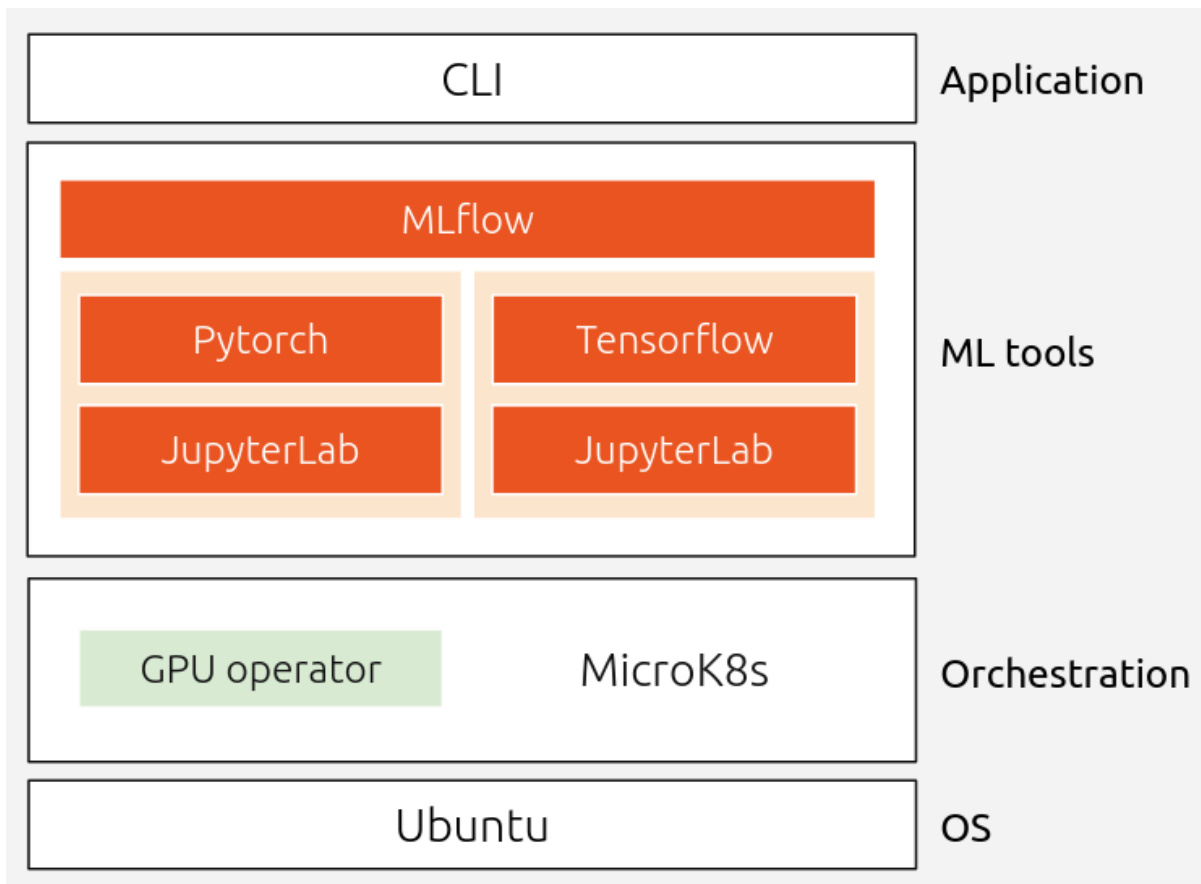 CLI
Application
MLflow
Pytorch
Tensorflow
ML tools
JupyterLab
JupyterLab
GPU operator
MicroK8s
Orchestration
Ubuntu
OS